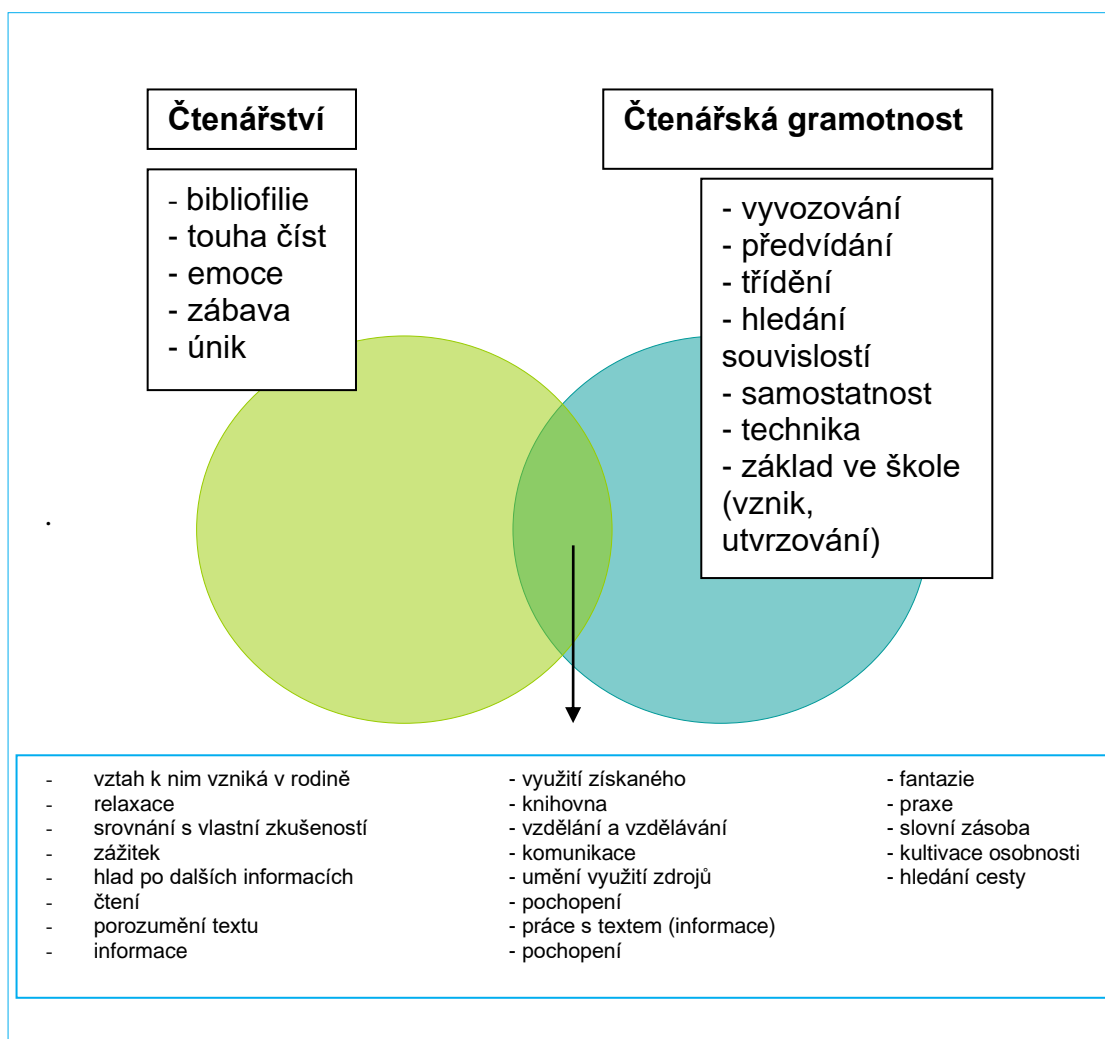 Čtenářství
- bibliofilie
- touha číst
- emoce
- zábava
- únik
Čtenářská gramotnost
- vyvozování
- předvídání
- třídění
- hledání
souvislostí
- samostatnost
- technika
- základ ve škole
(vznik,
utvrzování)
.
- vztah k nim vzniká v rodině
- relaxace
- srovnání s vlastní zkušeností
- zážitek
- hlad po dalších informacích
- čtení
- porozumění textu
- informace
- využití získaného
- knihovna
- vzdělání a vzdělávání
- komunikace
- umění využití zdrojů
- pochopení
- práce s textem (informace)
- pochopení
- fantazie
- praxe
- slovní zásoba
- kultivace osobnosti
- hledání cesty